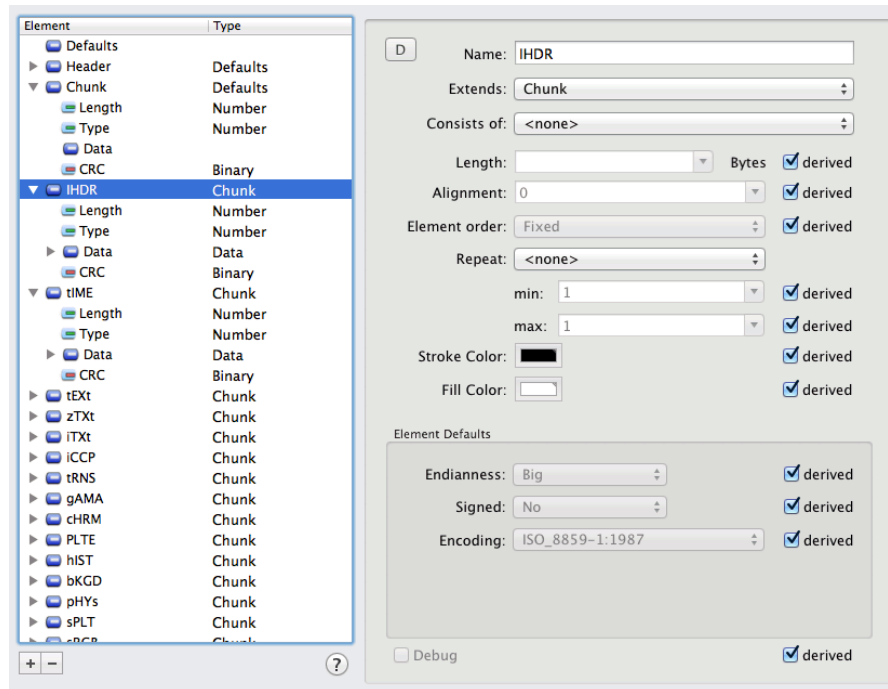 Element Type
Defaults
Header Defaults
Chunk Defaults
Length Number
Type Number
Data
CRC Binary
IHDR Chunk
Length Number
Type Number
Data Data
CRC Binary
tIME Chunk
Length Number
Type Number
Data Data
CRC Binary
tEXt Chunk
zTXt Chunk
iTXt Chunk
iCCP Chunk
tRNS Chunk
gAMA Chunk
cHRM Chunk
PLTE Chunk
hIST Chunk
bKGD Chunk
pHYs Chunk
sPLT Chunk
+ − ?
D Name: IHDR
Extends: Chunk
Consists of: <none>
Length: Bytes derived
Alignment: 0 derived
Element order: Fixed derived
Repeat: <none>
min: 1 derived
max: 1 derived
Stroke Color: derived
Fill Color: derived
Element Defaults
Endianness: Big derived
Signed: No derived
Encoding: ISO_8859-1:1987 derived
Debug derived